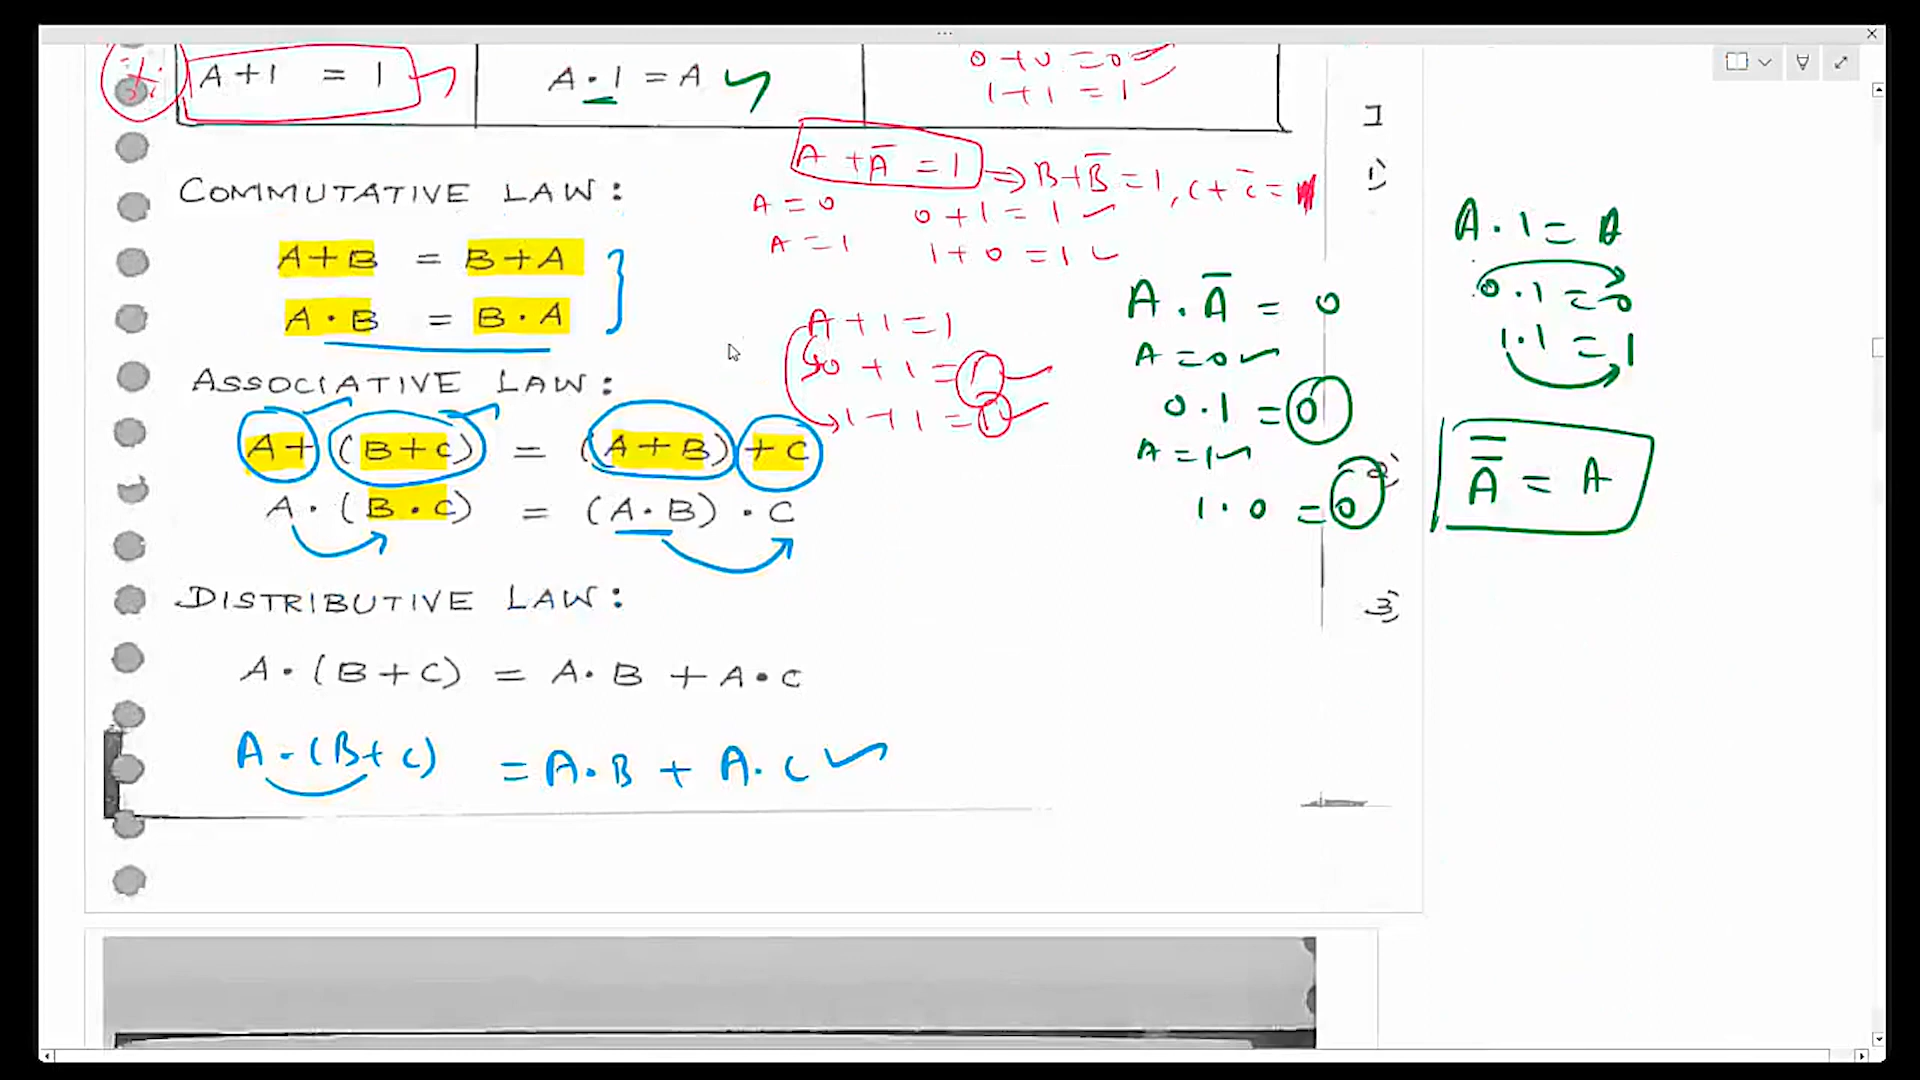 A+1 = 1
A·1 = A
0+0 = 0
1+1 = 1
A + A̅ = 1 → B+B̅ = 1, C+C̅ =
A = 0 0+1 = 1
A = 1 1+0 = 1
COMMUTATIVE LAW:
A+B = B+A
A·B = B·A
A+1=1
0+1=1
1+1=1
ASSOCIATIVE LAW:
A+(B+C) = (A+B)+C
A·(B·C) = (A·B)·C
DISTRIBUTIVE LAW:
A·(B+C) = A·B + A·C
A·(B+C) = A·B + A·C
A·A̅ = 0
A=0
0·1 = 0
A=1
1·0 = 0
1)
3)
A·1 = A
0·1 = 0
1·1 = 1
A̿ = A